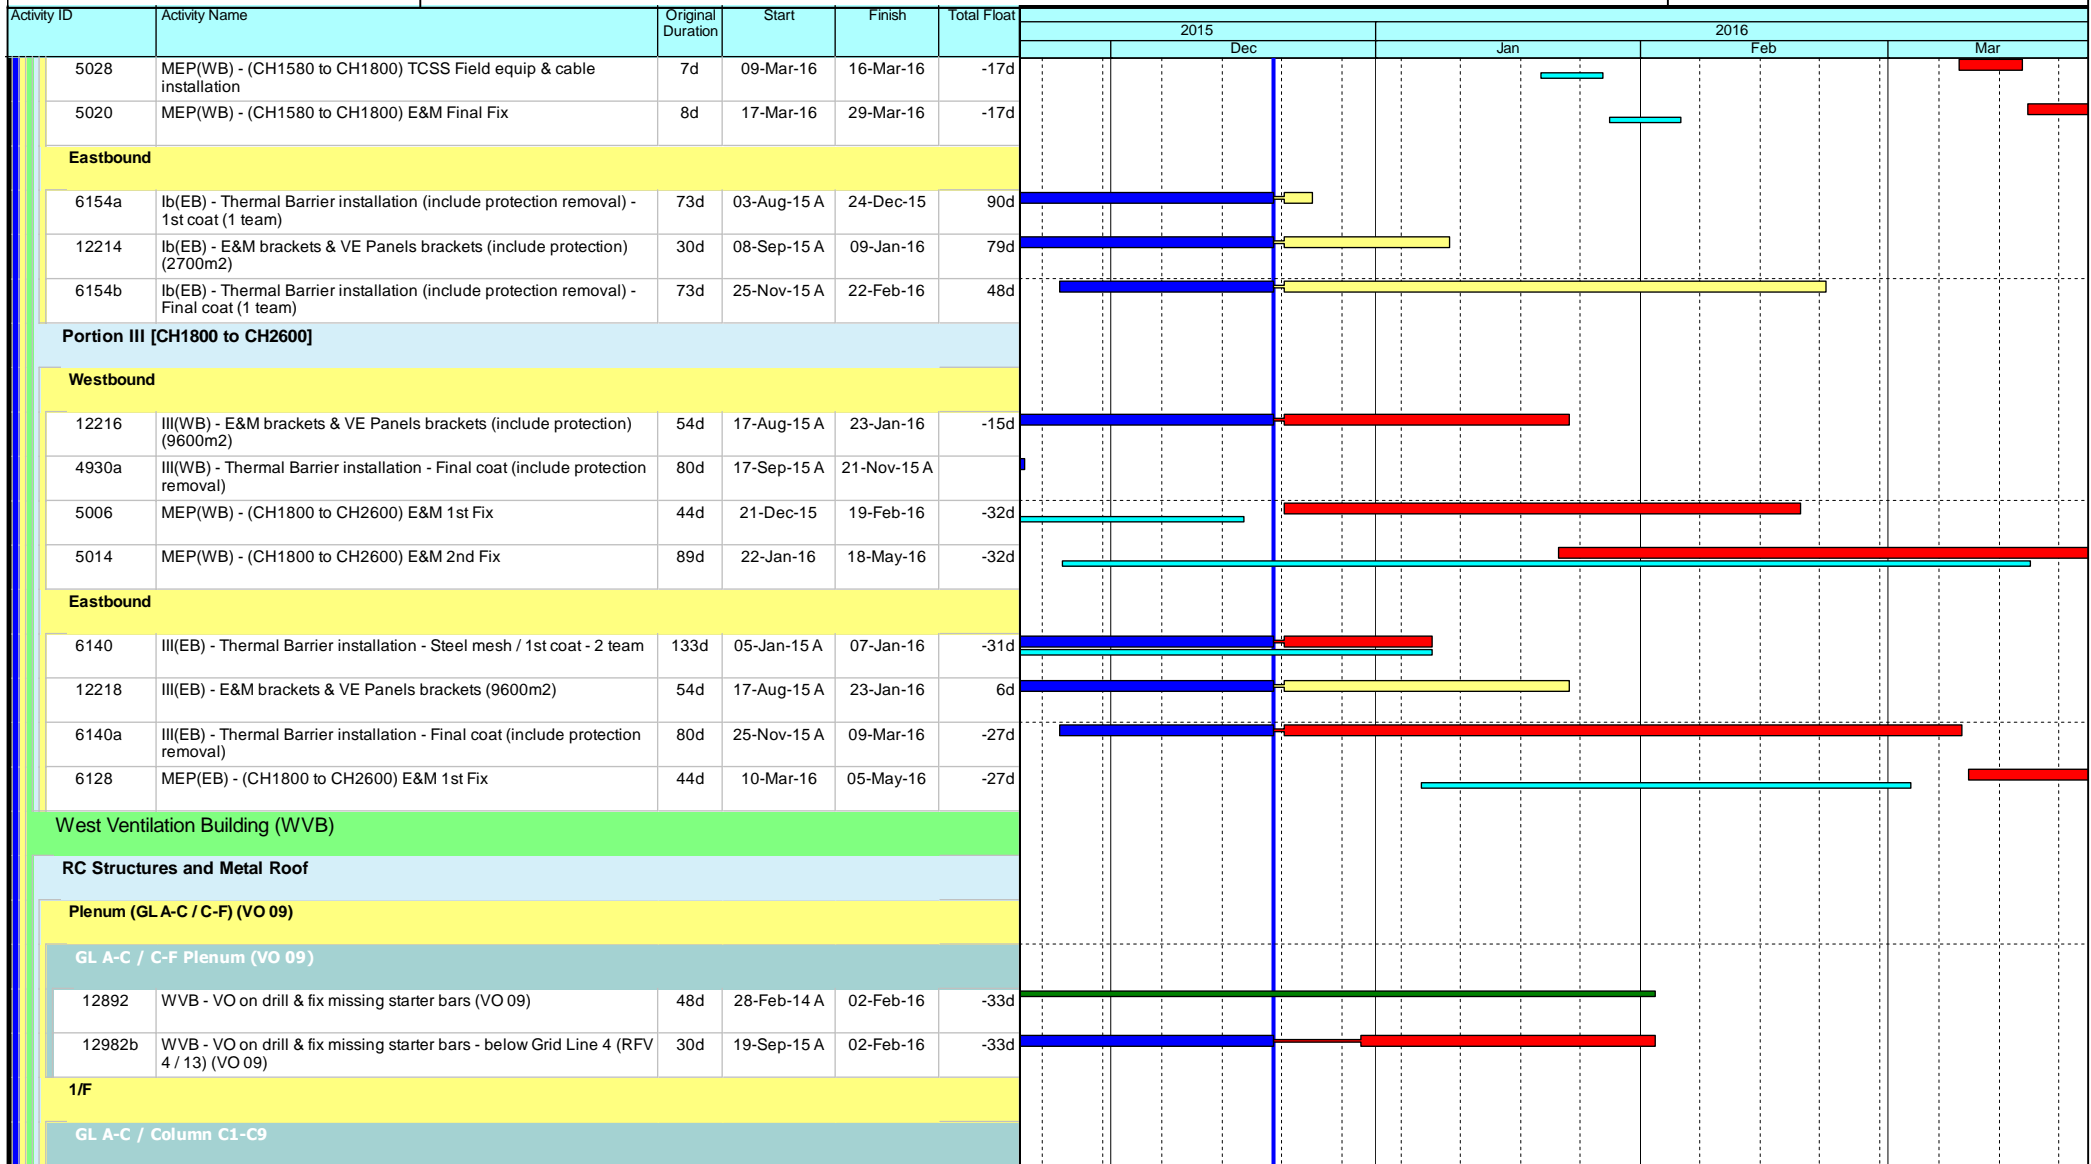 Activity ID Activity Name Original Start Finish Total Float
Duration
2015 2016
Dec Jan Feb Mar
5028 MEP(WB) - (CH1580 to CH1800) TCSS Field equip & cable 7d 09-Mar-16 16-Mar-16 -17d
installation
5020 MEP(WB) - (CH1580 to CH1800) E&M Final Fix 8d 17-Mar-16 29-Mar-16 -17d
Eastbound
6154a Ib(EB) - Thermal Barrier installation (include protection removal) - 73d 03-Aug-15 A 24-Dec-15 90d
1st coat (1 team)
12214 Ib(EB) - E&M brackets & VE Panels brackets (include protection) 30d 08-Sep-15 A 09-Jan-16 79d
(2700m2)
6154b Ib(EB) - Thermal Barrier installation (include protection removal) - 73d 25-Nov-15 A 22-Feb-16 48d
Final coat (1 team)
Portion III [CH1800 to CH2600]
Westbound
12216 III(WB) - E&M brackets & VE Panels brackets (include protection) 54d 17-Aug-15 A 23-Jan-16 -15d
(9600m2)
4930a III(WB) - Thermal Barrier installation - Final coat (include protection 80d 17-Sep-15 A 21-Nov-15 A
removal)
5006 MEP(WB) - (CH1800 to CH2600) E&M 1st Fix 44d 21-Dec-15 19-Feb-16 -32d
5014 MEP(WB) - (CH1800 to CH2600) E&M 2nd Fix 89d 22-Jan-16 18-May-16 -32d
Eastbound
6140 III(EB) - Thermal Barrier installation - Steel mesh / 1st coat - 2 team 133d 05-Jan-15 A 07-Jan-16 -31d
12218 III(EB) - E&M brackets & VE Panels brackets (9600m2) 54d 17-Aug-15 A 23-Jan-16 6d
6140a III(EB) - Thermal Barrier installation - Final coat (include protection 80d 25-Nov-15 A 09-Mar-16 -27d
removal)
6128 MEP(EB) - (CH1800 to CH2600) E&M 1st Fix 44d 10-Mar-16 05-May-16 -27d
West Ventilation Building (WVB)
RC Structures and Metal Roof
Plenum (GL A-C / C-F) (VO 09)
GL A-C / C-F Plenum (VO 09)
12892 WVB - VO on drill & fix missing starter bars (VO 09) 48d 28-Feb-14 A 02-Feb-16 -33d
12982b WVB - VO on drill & fix missing starter bars - below Grid Line 4 (RFV 30d 19-Sep-15 A 02-Feb-16 -33d
4 / 13) (VO 09)
1/F
GL A-C / Column C1-C9